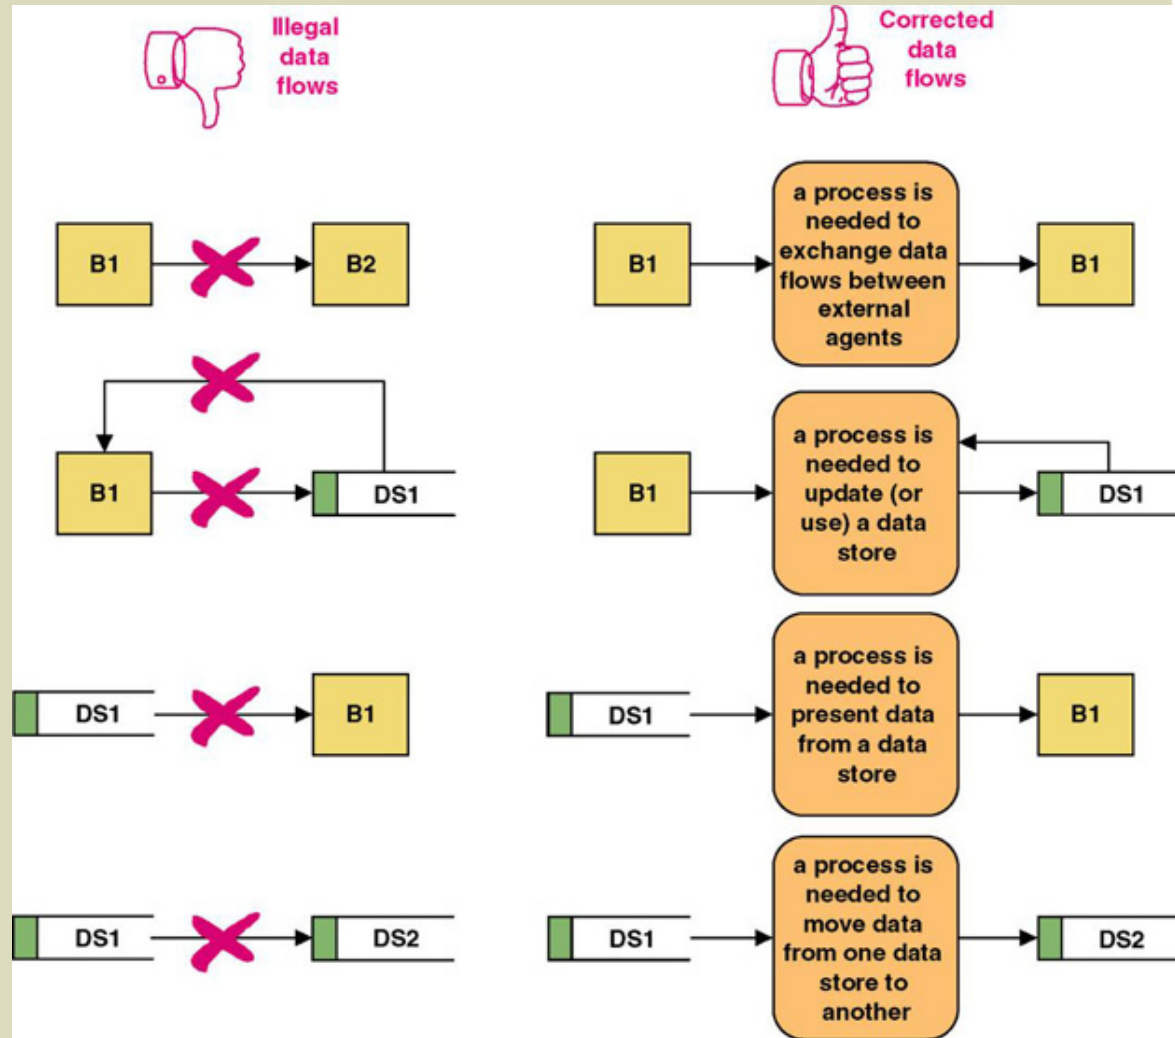 Illegal
data
flows
Corrected
data
flows
B1
B2
B1
a process is
needed to
exchange data
flows between
external
agents
B1
B1
DS1
B1
a process is
needed to
update (or
use) a data
store
DS1
DS1
B1
DS1
a process is
needed to
present data
from a data
store
B1
DS1
DS2
DS1
a process is
needed to
move data
from one data
store to
another
DS2